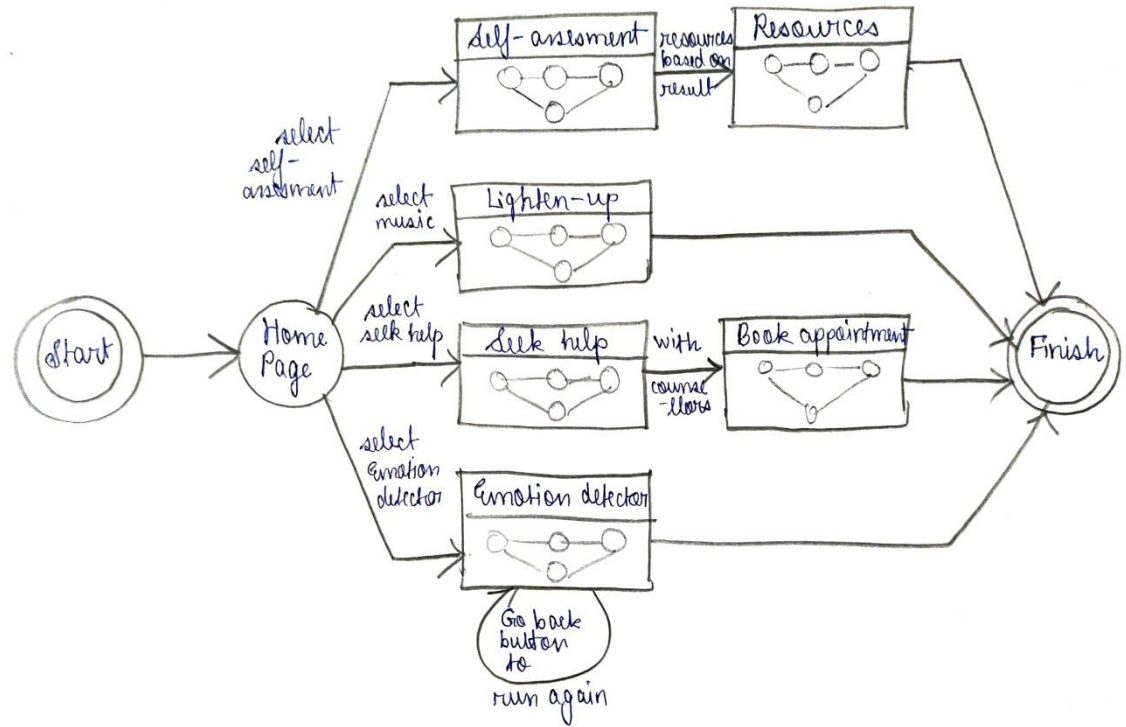 Self-assesment
resources
based on
result
Resources
select
self-
assesment
select
music
Lighten-up
Start
Home
Page
select
seek help
Seek help
with
counse
-llors
Book appointment
Finish
select
Emotion
detector
Emotion detector
Go back
button
to
run again